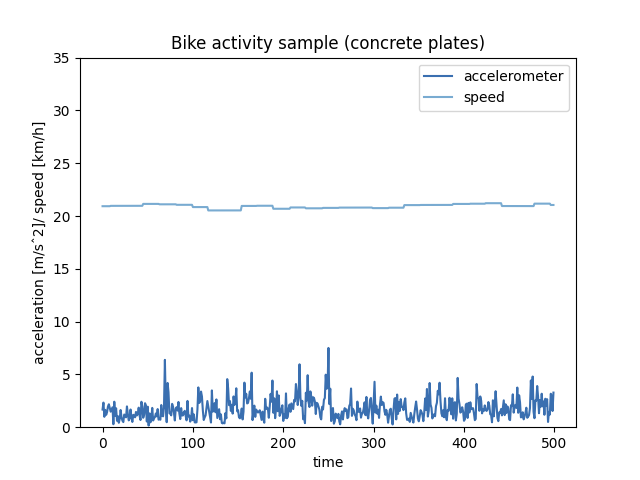 Bike activity sample (concrete plates)
35
30
25
20
15
10
5
0
acceleration [m/s^2]/ speed [km/h]
accelerometer
speed
0 100 200 300 400 500
time